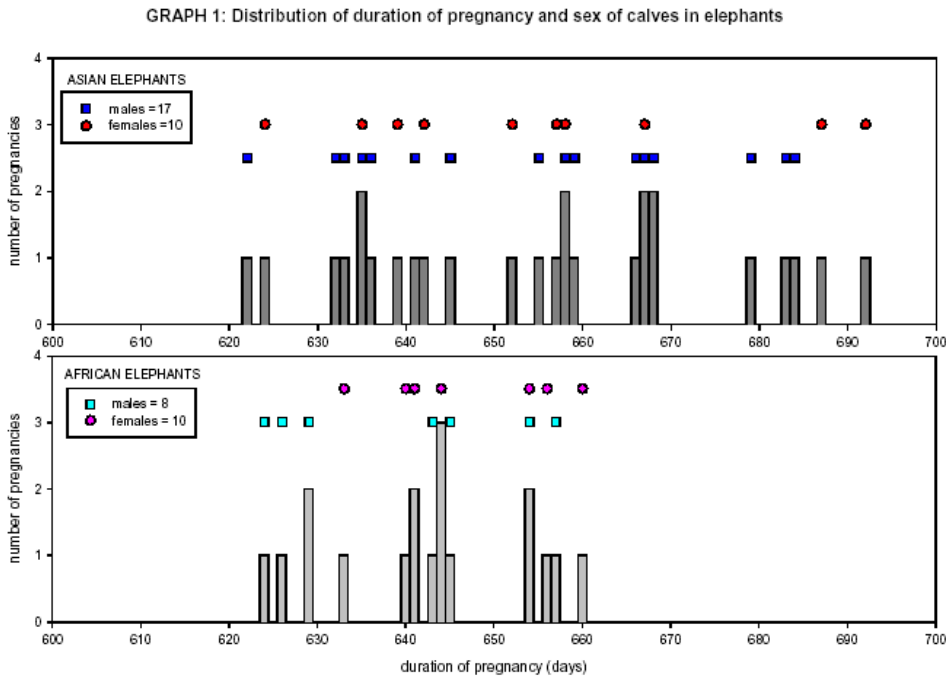 GRAPH 1: Distribution of duration of pregnancy and sex of calves in elephants
4
3
2
1
0
number of pregnancies
ASIAN ELEPHANTS
males =17
females =10
600 610 620 630 640 650 660 670 680 690 700
4
3
2
1
0
number of pregnancies
AFRICAN ELEPHANTS
males = 8
females = 10
600 610 620 630 640 650 660 670 680 690 700
duration of pregnancy (days)